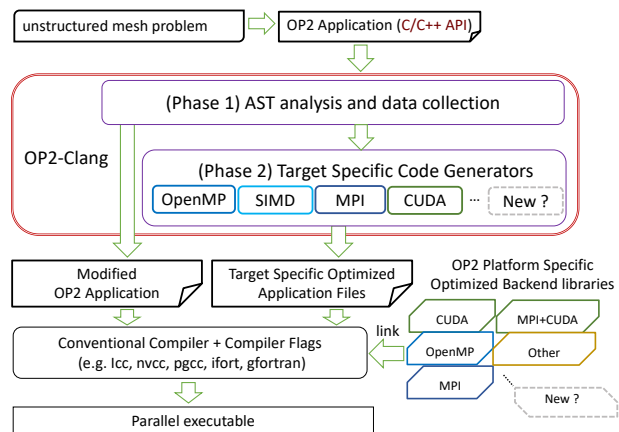 unstructured mesh problem
OP2 Application (C/C++ API)
(Phase 1) AST analysis and data collection
OP2-Clang
(Phase 2) Target Specific Code Generators
OpenMP SIMD MPI CUDA ... New ?
Modified
OP2 Application
Target Specific Optimized
Application Files
OP2 Platform Specific
Optimized Backend libraries
CUDA MPI+CUDA
OpenMP Other
MPI
New ?
link
Conventional Compiler + Compiler Flags
(e.g. Icc, nvcc, pgcc, ifort, gfortran)
Parallel executable